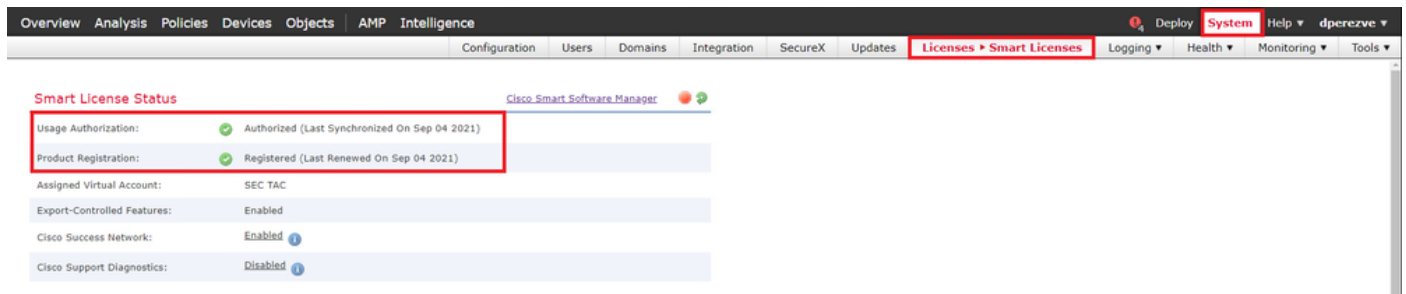 Overview Analysis Policies Devices Objects AMP Intelligence 4 Deploy System Help ▾ dperezve ▾
Configuration Users Domains Integration SecureX Updates Licenses ▸ Smart Licenses Logging ▾ Health ▾ Monitoring ▾ Tools ▾
Smart License Status Cisco Smart Software Manager
Usage Authorization: Authorized (Last Synchronized On Sep 04 2021)
Product Registration: Registered (Last Renewed On Sep 04 2021)
Assigned Virtual Account: SEC TAC
Export-Controlled Features: Enabled
Cisco Success Network: Enabled
Cisco Support Diagnostics: Disabled